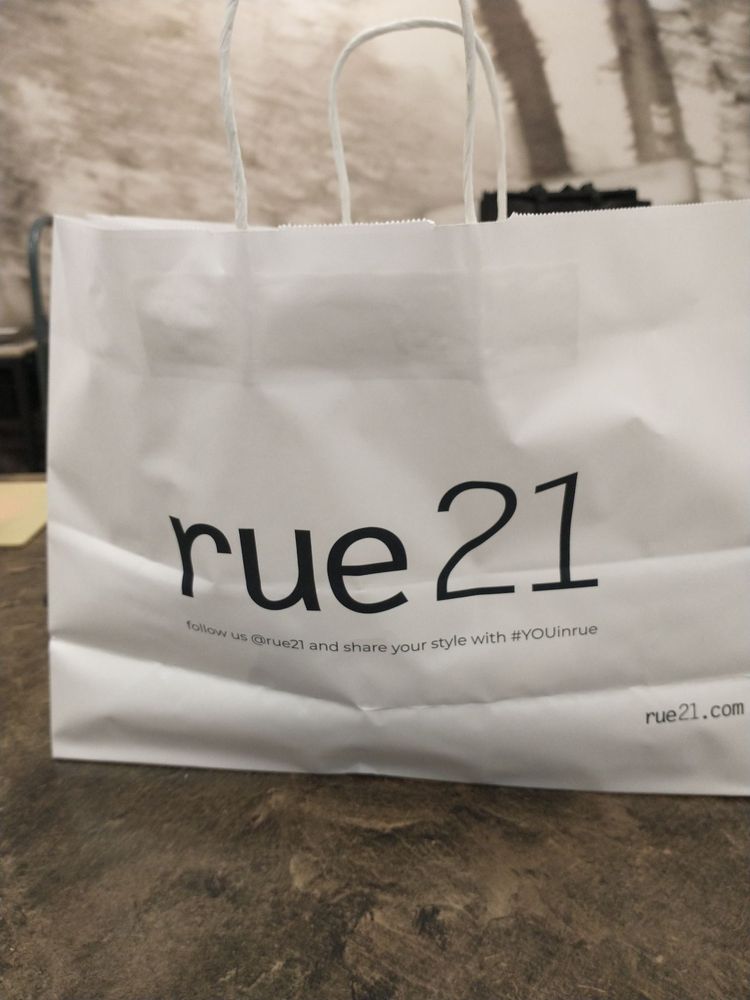 rue21
follow us @rue21 and share your style with #YOUinrue
rue21.com